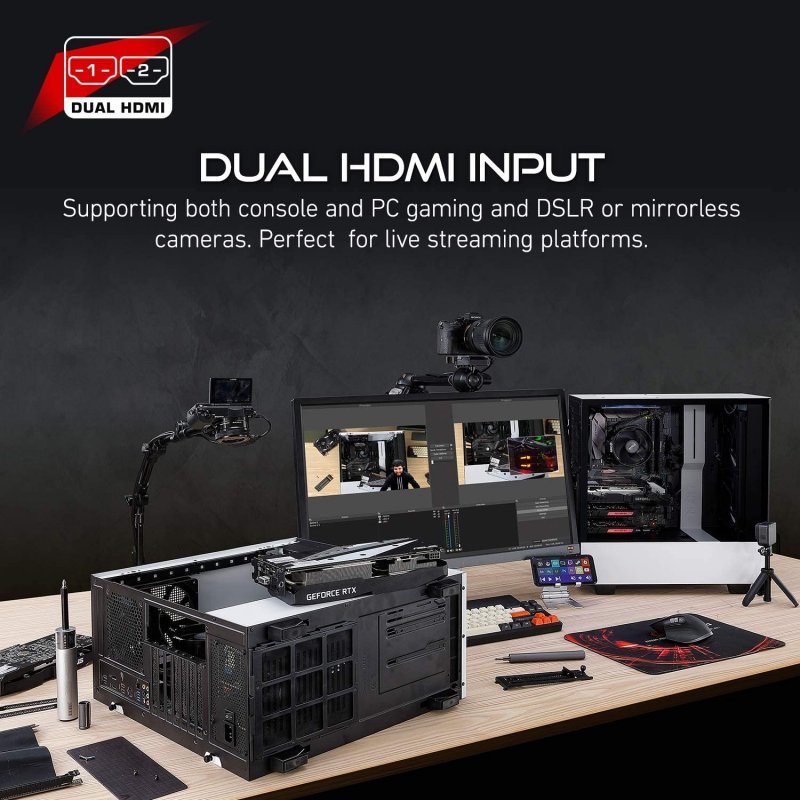 -1- -2-
DUAL HDMI
DUAL HDMI INPUT
Supporting both console and PC gaming and DSLR or mirrorless
cameras. Perfect for live streaming platforms.
GEFORCE RTX